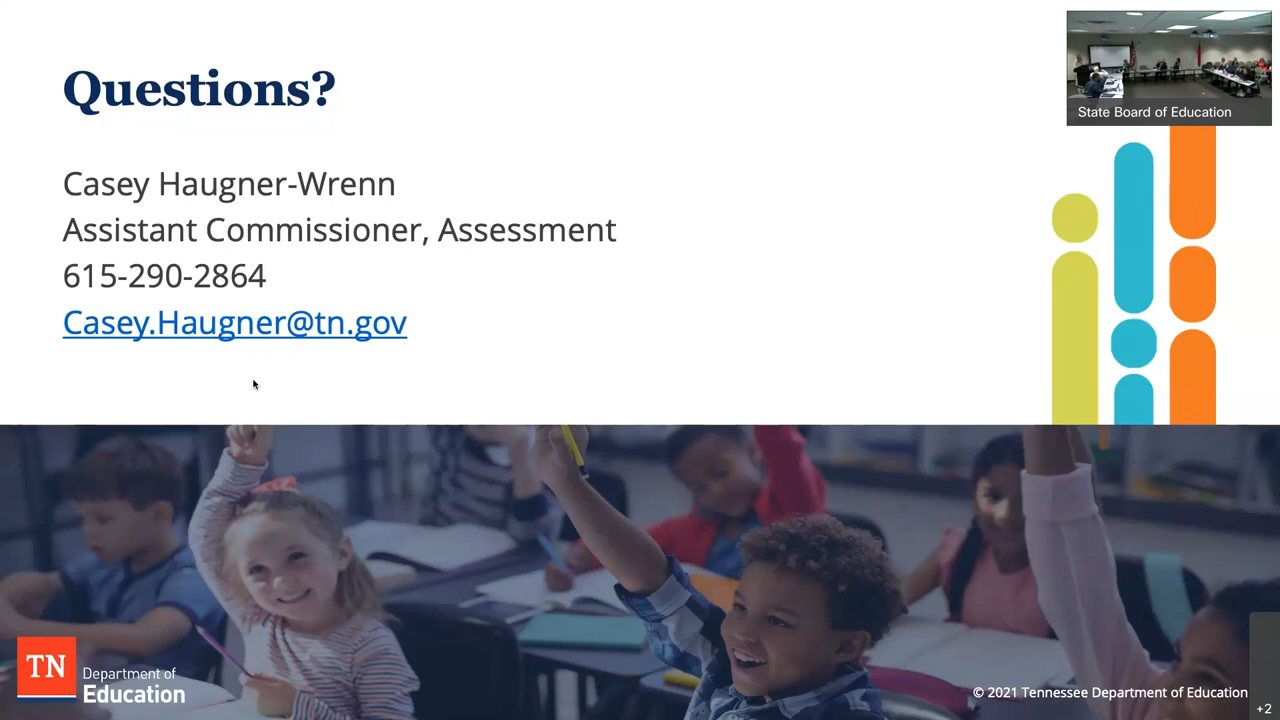 Questions?
State Board of Education
Casey Haugner-Wrenn
Assistant Commissioner, Assessment
615-290-2864
Casey.Haugner@tn.gov
TN
Department of
Education
© 2021 Tennessee Department of Education
+2